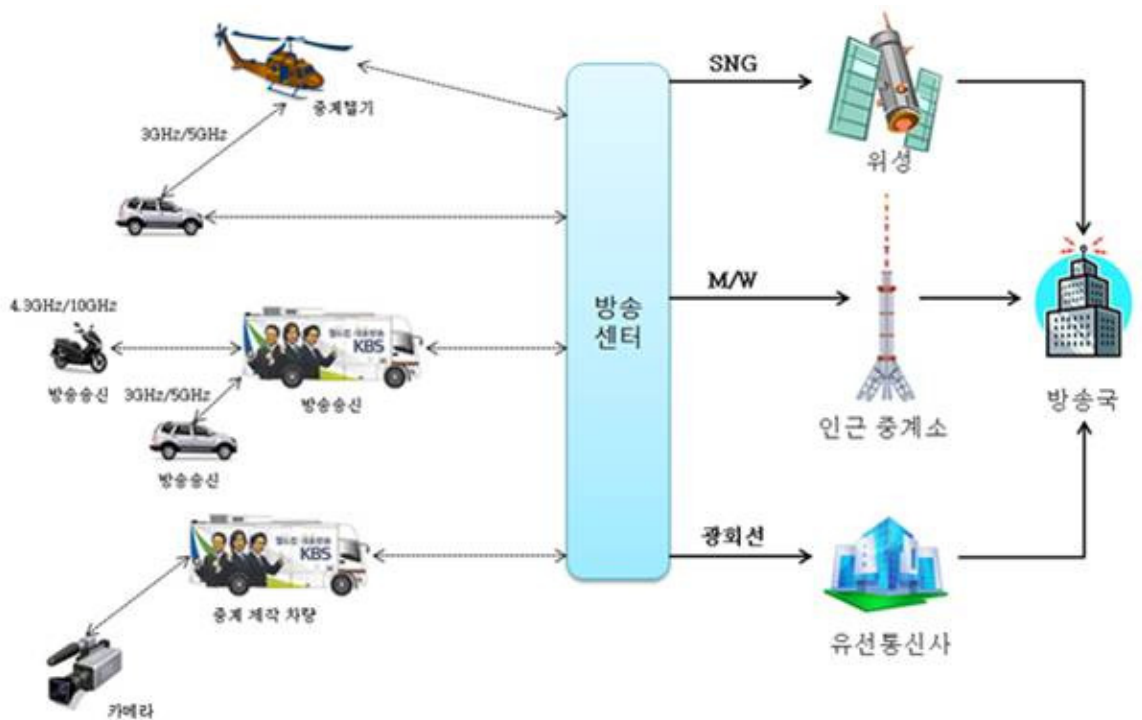 SNG
중계헬기
3GHz/5GHz
위성
4.3GHz/10GHz
M/W
방송
센터
KBS
방송송신
3GHz/5GHz
방송송신
방송국
인근 중계소
방송송신
광회선
KBS
중계 제작 차량
유선통신사
카메라